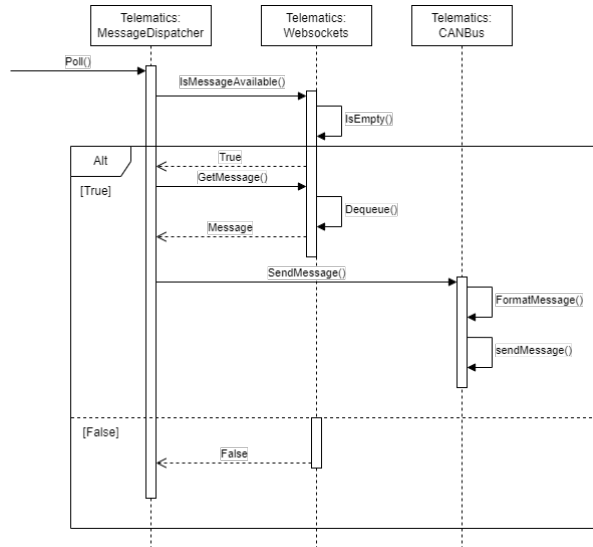 Telematics:
MessageDispatcher
Telematics:
Websockets
Telematics:
CANBus
Poll()
IsMessageAvailable()
IsEmpty()
Alt
True
[True]
GetMessage()
Dequeue()
Message
SendMessage()
FormatMessage()
sendMessage()
[False]
False